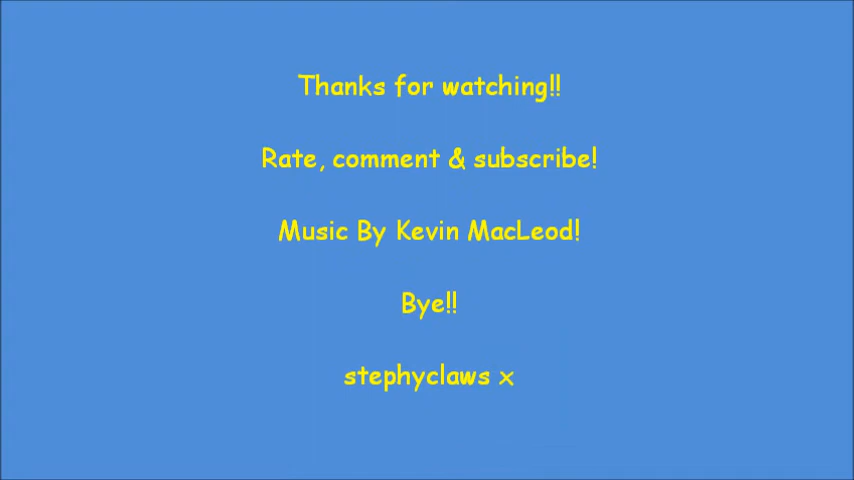 Thanks for watching!!
Rate, comment & subscribe!
Music By Kevin MacLeod!
Bye!!
stephyclaws x